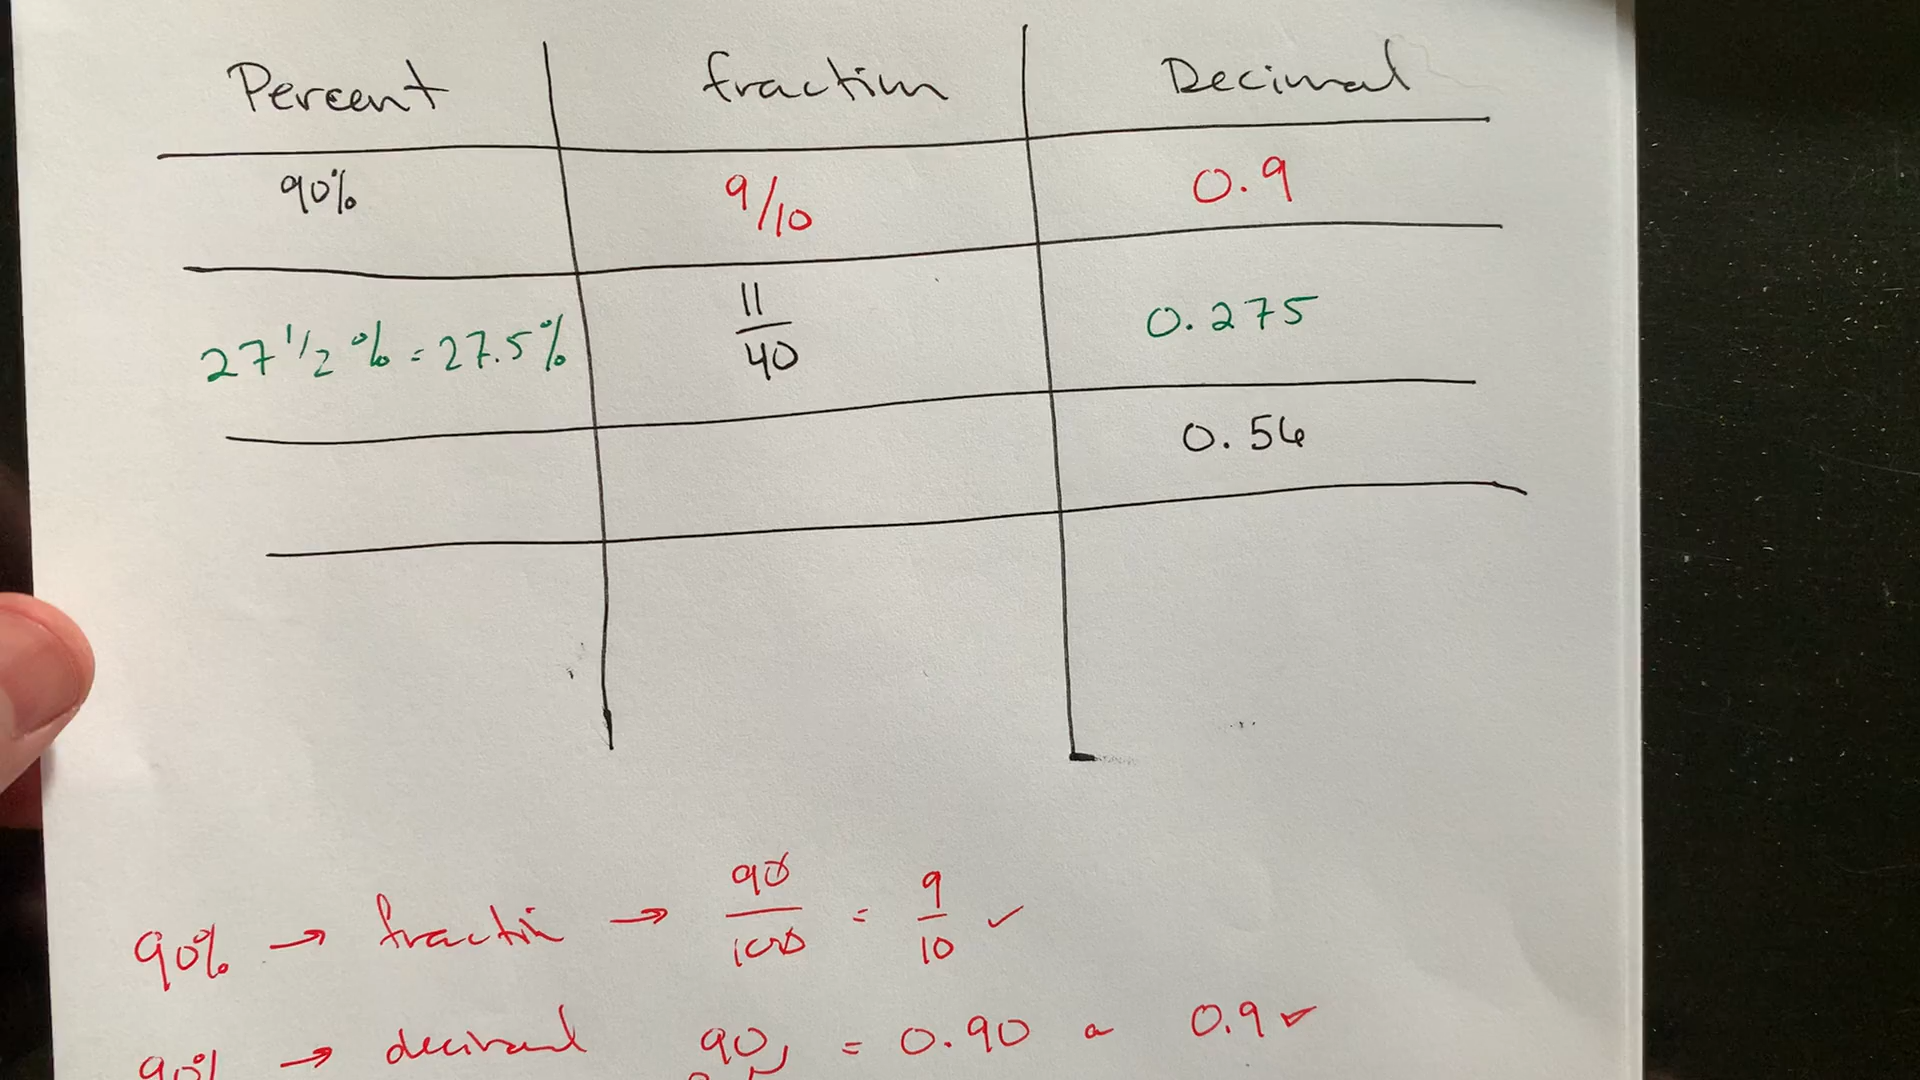 Percent fraction Decimal
90% 9/10 0.9
27 1/2 % = 27.5% 11/40 0.275
0.56
90% → fraction → 90/100 = 9/10 ✓
90% → decimal 90 = 0.90 or 0.9 ✓